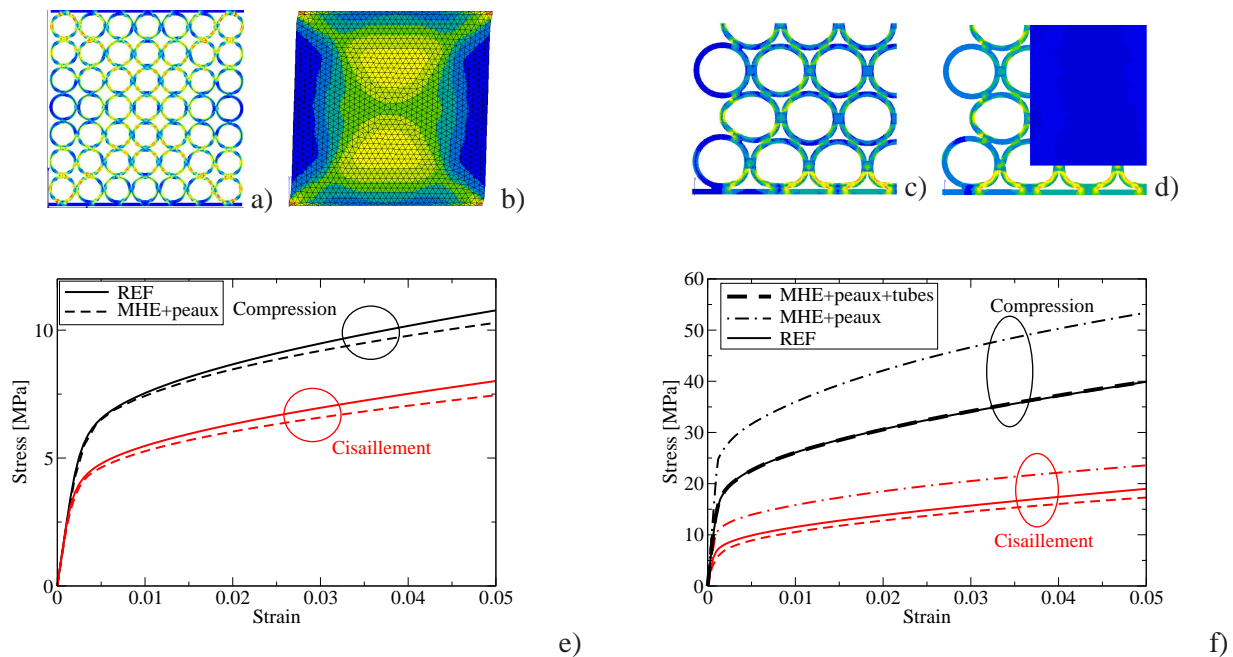 a)
b)
c)
d)
REF
MHE+peaux
Compression
Cisaillement
Stress [MPa]
10
5
0
0
0.01
0.02
0.03
0.04
0.05
Strain
e)
MHE+peaux+tubes
MHE+peaux
REF
Compression
Cisaillement
Stress [MPa]
60
50
40
30
20
10
0
0
0.01
0.02
0.03
0.04
0.05
Strain
f)